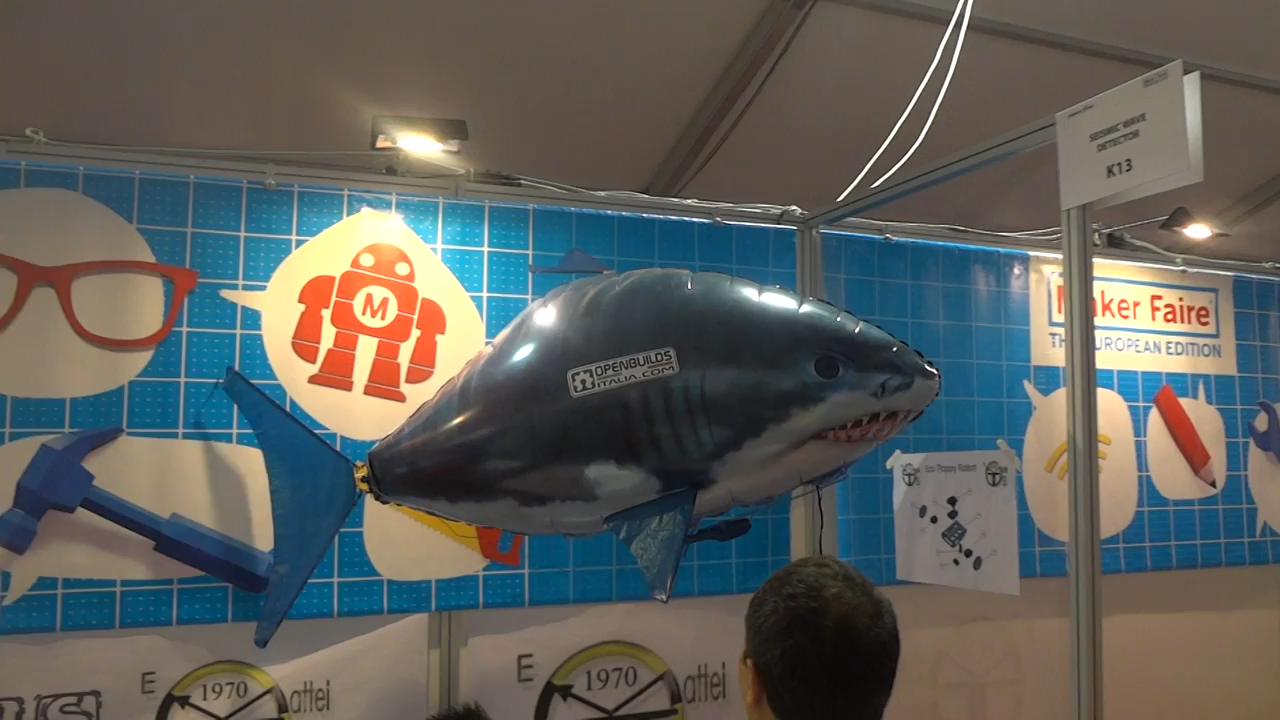 SEISMIC WAVE
DETECTOR
K13
M
Maker Faire
THE EUROPEAN EDITION
OPENBUILDS
ITALIA.COM
E
1970
attei
E
1970
attei